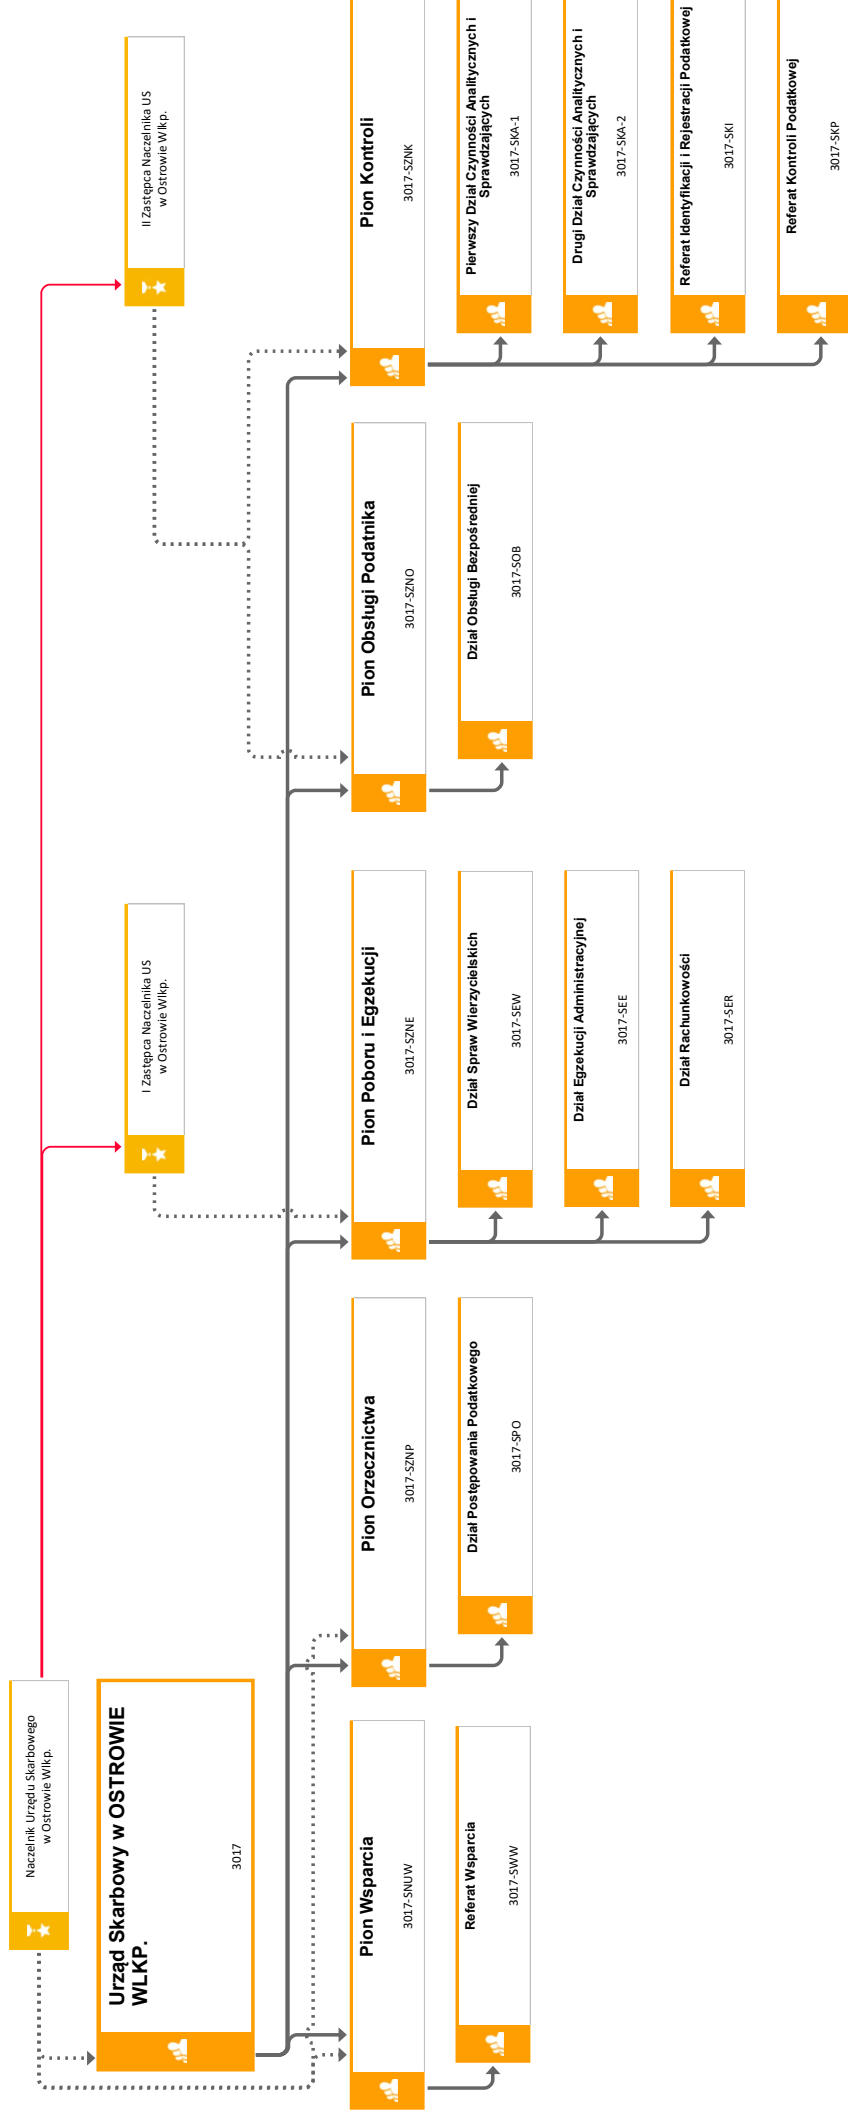 Naczelnik Urzędu Skarbowego
w Ostrowie Wlkp.
I Zastępca Naczelnika US
w Ostrowie Wlkp.
II Zastępca Naczelnika US
w Ostrowie Wlkp.
Urząd Skarbowy w OSTROWIE
WLKP.
3017
Pion Wsparcia
3017-SNUW
Referat Wsparcia
3017-SWW
Pion Orzecznictwa
3017-SZNP
Dział Postępowania Podatkowego
3017-SPO
Pion Poboru i Egzekucji
3017-SZNE
Dział Spraw Wierzycielskich
3017-SEW
Dział Egzekucji Administracyjnej
3017-SEE
Dział Rachunkowości
3017-SER
Pion Obsługi Podatnika
3017-SZNO
Dział Obsługi Bezpośredniej
3017-SOB
Pion Kontroli
3017-SZNK
Pierwszy Dział Czynności Analitycznych i
Sprawdzających
3017-SKA-1
Drugi Dział Czynności Analitycznych i
Sprawdzających
3017-SKA-2
Referat Identyfikacji i Rejestracji Podatkowej
3017-SKI
Referat Kontroli Podatkowej
3017-SKP